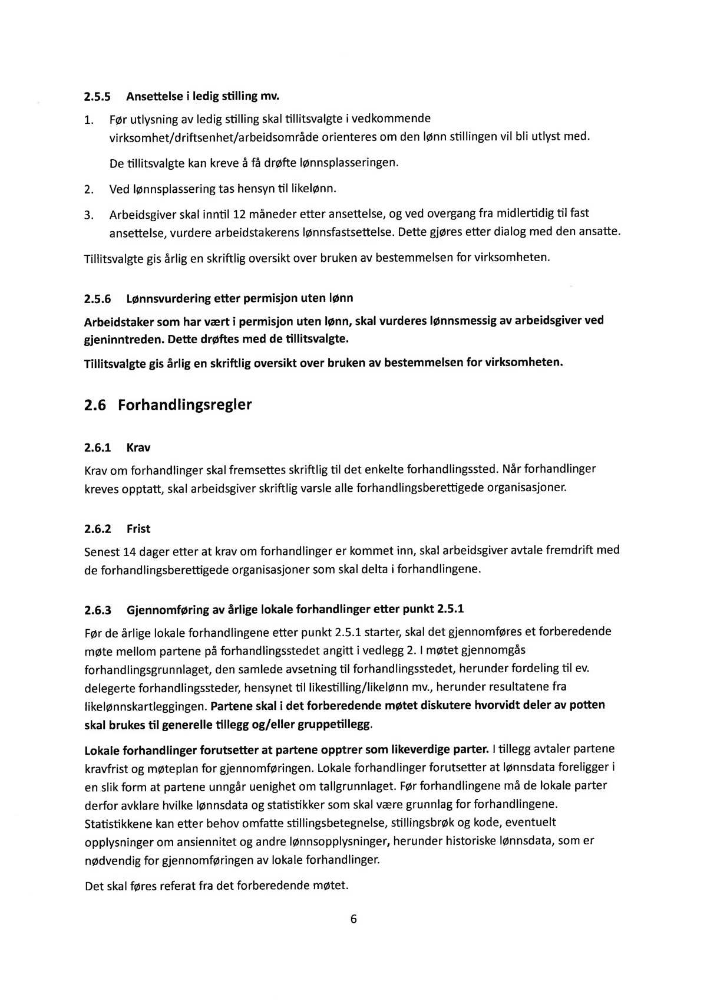 2.5.5 Ansettelse i ledig stilling mv.
1. Før utlysning av ledig stilling skal tillitsvalgte i vedkommende
virksomhet/driftsenhet/arbeidsområde orienteres om den lønn stillingen vil bli utlyst med.
De tillitsvalgte kan kreve å få drøfte lønnsplasseringen.
2. Ved lønnsplassering tas hensyn til likelønn.
3. Arbeidsgiver skal inntil 12 måneder etter ansettelse, og ved overgang fra midlertidig til fast
ansettelse, vurdere arbeidstakerens lønnsfastsettelse. Dette gjøres etter dialog med den ansatte.
Tillitsvalgte gis årlig en skriftlig oversikt over bruken av bestemmelsen for virksomheten.
2.5.6 Lønnsvurdering etter permisjon uten lønn
Arbeidstaker som har vært i permisjon uten lønn, skal vurderes lønnsmessig av arbeidsgiver ved
gjeninntreden. Dette drøftes med de tillitsvalgte.
Tillitsvalgte gis årlig en skriftlig oversikt over bruken av bestemmelsen for virksomheten.
2.6 Forhandlingsregler
2.6.1 Krav
Krav om forhandlinger skal fremsettes skriftlig til det enkelte forhandlingssted. Når forhandlinger
kreves opptatt, skal arbeidsgiver skriftlig varsle alle forhandlingsberettigede organisasjoner.
2.6.2 Frist
Senest 14 dager etter at krav om forhandlinger er kommet inn, skal arbeidsgiver avtale fremdrift med
de forhandlingsberettigede organisasjoner som skal delta i forhandlingene.
2.6.3 Gjennomføring av årlige lokale forhandlinger etter punkt 2.5.1
Før de årlige lokale forhandlingene etter punkt 2.5.1 starter, skal det gjennomføres et forberedende
møte mellom partene på forhandlingsstedet angitt i vedlegg 2. I møtet gjennomgås
forhandlingsgrunnlaget, den samlede avsetning til forhandlingsstedet, herunder fordeling til ev.
delegerte forhandlingssteder, hensynet til likestilling/likelønn mv., herunder resultatene fra
likelønnskartleggingen. Partene skal i det forberedende møtet diskutere hvorvidt deler av potten
skal brukes til generelle tillegg og/eller gruppetillegg.
Lokale forhandlinger forutsetter at partene opptrer som likeverdige parter. I tillegg avtaler partene
kravfrist og møteplan for gjennomføringen. Lokale forhandlinger forutsetter at lønnsdata foreligger i
en slik form at partene unngår uenighet om tallgrunnlaget. Før forhandlingene må de lokale parter
derfor avklare hvilke lønnsdata og statistikker som skal være grunnlag for forhandlingene.
Statistikkene kan etter behov omfatte stillingsbetegnelse, stillingsbrøk og kode, eventuelt
opplysninger om ansiennitet og andre lønnsopplysninger, herunder historiske lønnsdata, som er
nødvendig for gjennomføringen av lokale forhandlinger.
Det skal føres referat fra det forberedende møtet.
6